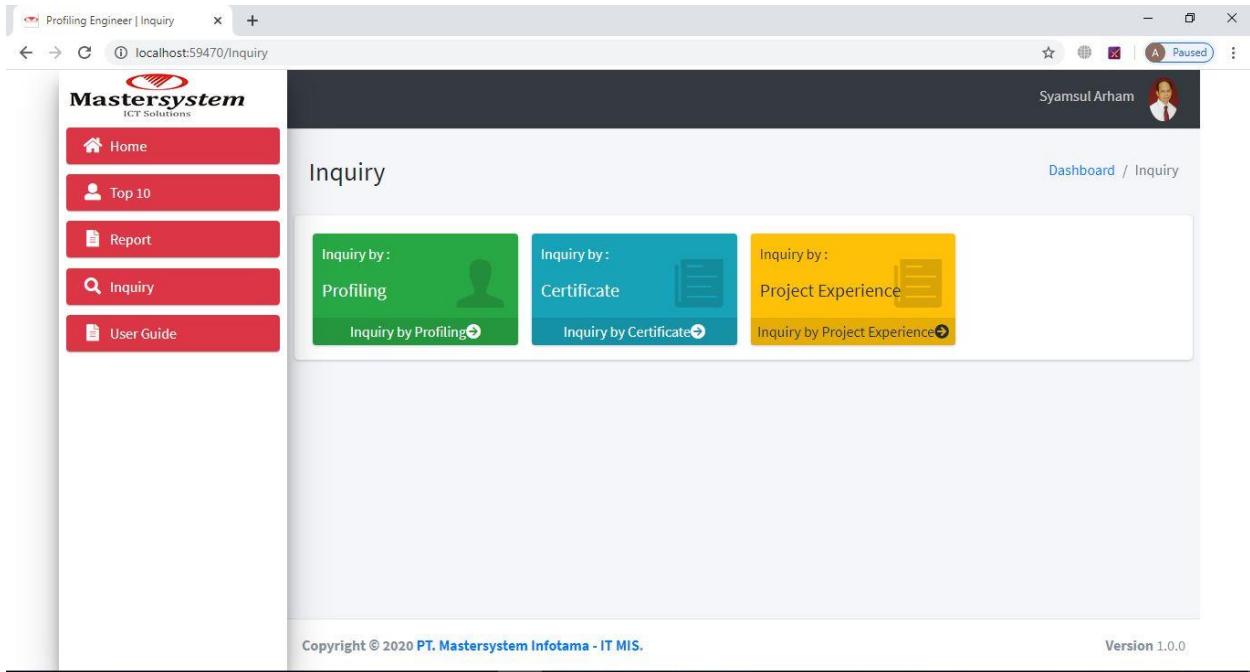 Profiling Engineer | Inquiry
localhost:59470/Inquiry
A Paused
Mastersystem
ICT Solutions
Syamsul Arham
Home
Top 10
Report
Inquiry
User Guide
Inquiry
Dashboard / Inquiry
Inquiry by :
Profiling
Inquiry by Profiling
Inquiry by :
Certificate
Inquiry by Certificate
Inquiry by :
Project Experience
Inquiry by Project Experience
Copyright © 2020 PT. Mastersystem Infotama - IT MIS.
Version 1.0.0